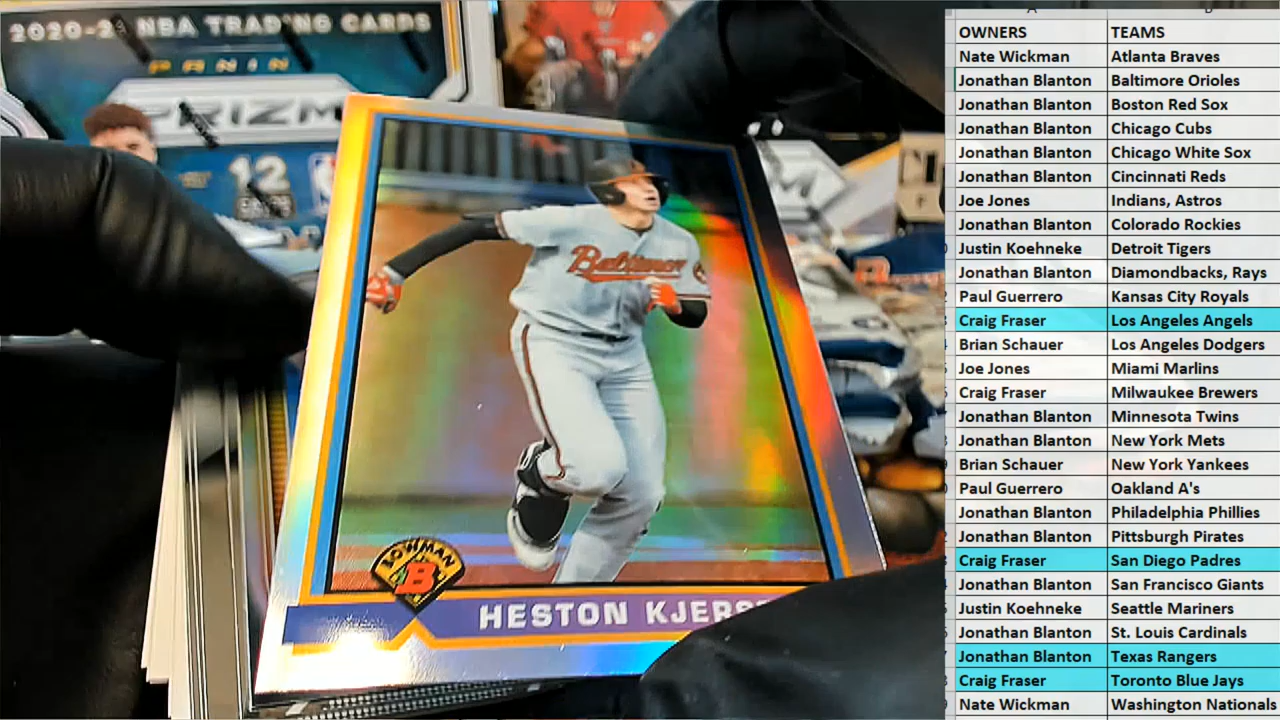 2020-21 NBA TRADING CARDS
PANINI
PRIZM
12
Baltimore
BOWMAN
B
HESTON KJERS
OWNERS TEAMS
Nate Wickman Atlanta Braves
Jonathan Blanton Baltimore Orioles
Jonathan Blanton Boston Red Sox
Jonathan Blanton Chicago Cubs
Jonathan Blanton Chicago White Sox
Jonathan Blanton Cincinnati Reds
Joe Jones Indians, Astros
Jonathan Blanton Colorado Rockies
Justin Koehneke Detroit Tigers
Jonathan Blanton Diamondbacks, Rays
Paul Guerrero Kansas City Royals
Craig Fraser Los Angeles Angels
Brian Schauer Los Angeles Dodgers
Joe Jones Miami Marlins
Craig Fraser Milwaukee Brewers
Jonathan Blanton Minnesota Twins
Jonathan Blanton New York Mets
Brian Schauer New York Yankees
Paul Guerrero Oakland A's
Jonathan Blanton Philadelphia Phillies
Jonathan Blanton Pittsburgh Pirates
Craig Fraser San Diego Padres
Jonathan Blanton San Francisco Giants
Justin Koehneke Seattle Mariners
Jonathan Blanton St. Louis Cardinals
Jonathan Blanton Texas Rangers
Craig Fraser Toronto Blue Jays
Nate Wickman Washington Nationals